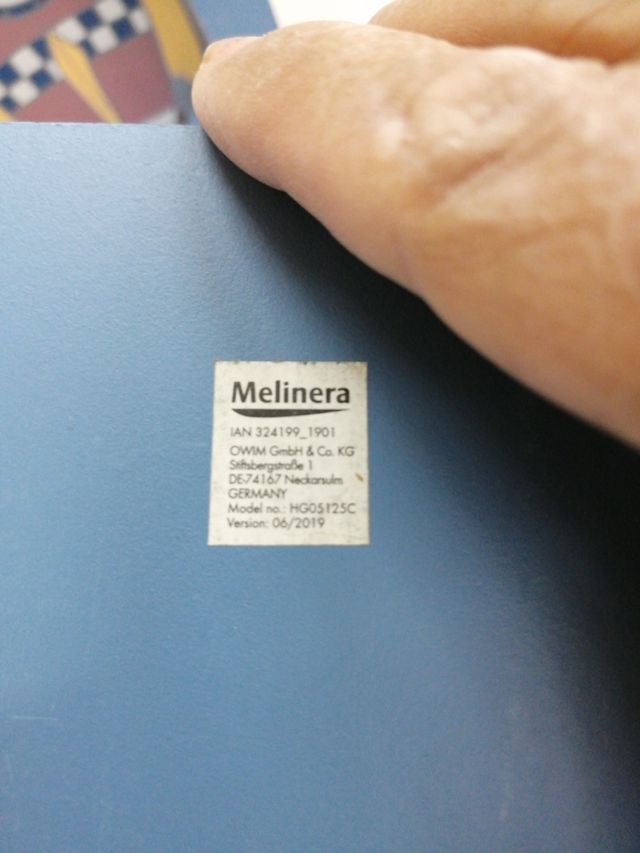 Melinera
IAN 324199_1901
OWIM GmbH & Co. KG
Stiftsbergstraße 1
DE-74167 Neckarsulm
GERMANY
Model no.: HG05125C
Version: 06/2019